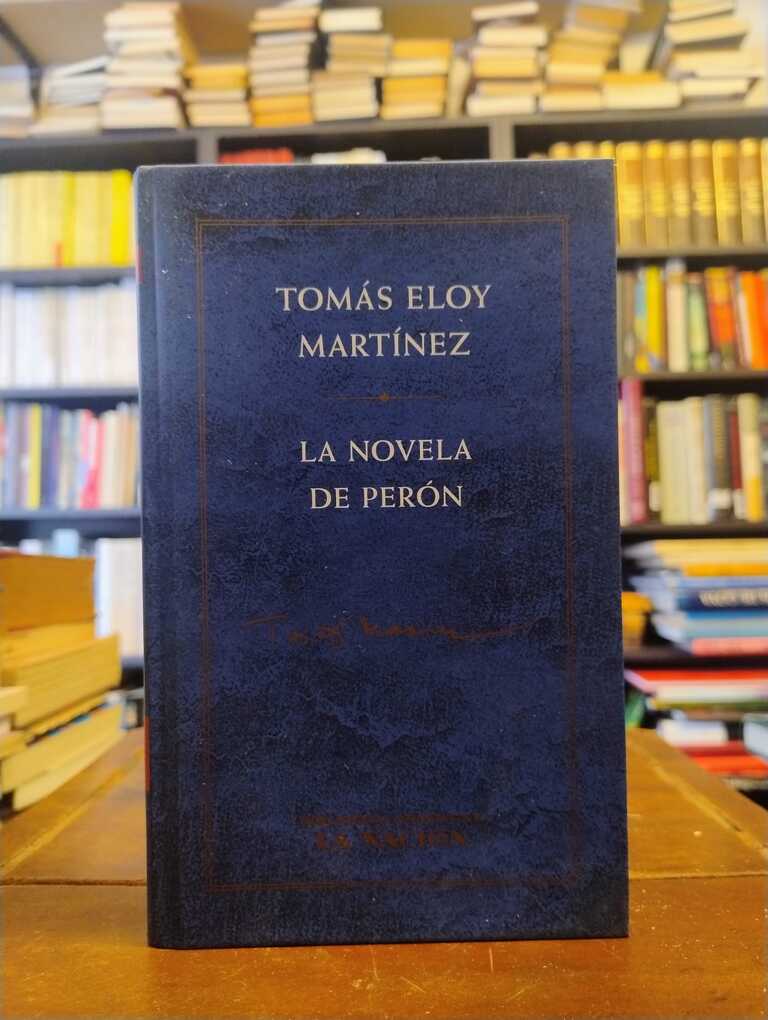 TOMÁS ELOY
MARTÍNEZ
LA NOVELA
DE PERÓN
LA NACION